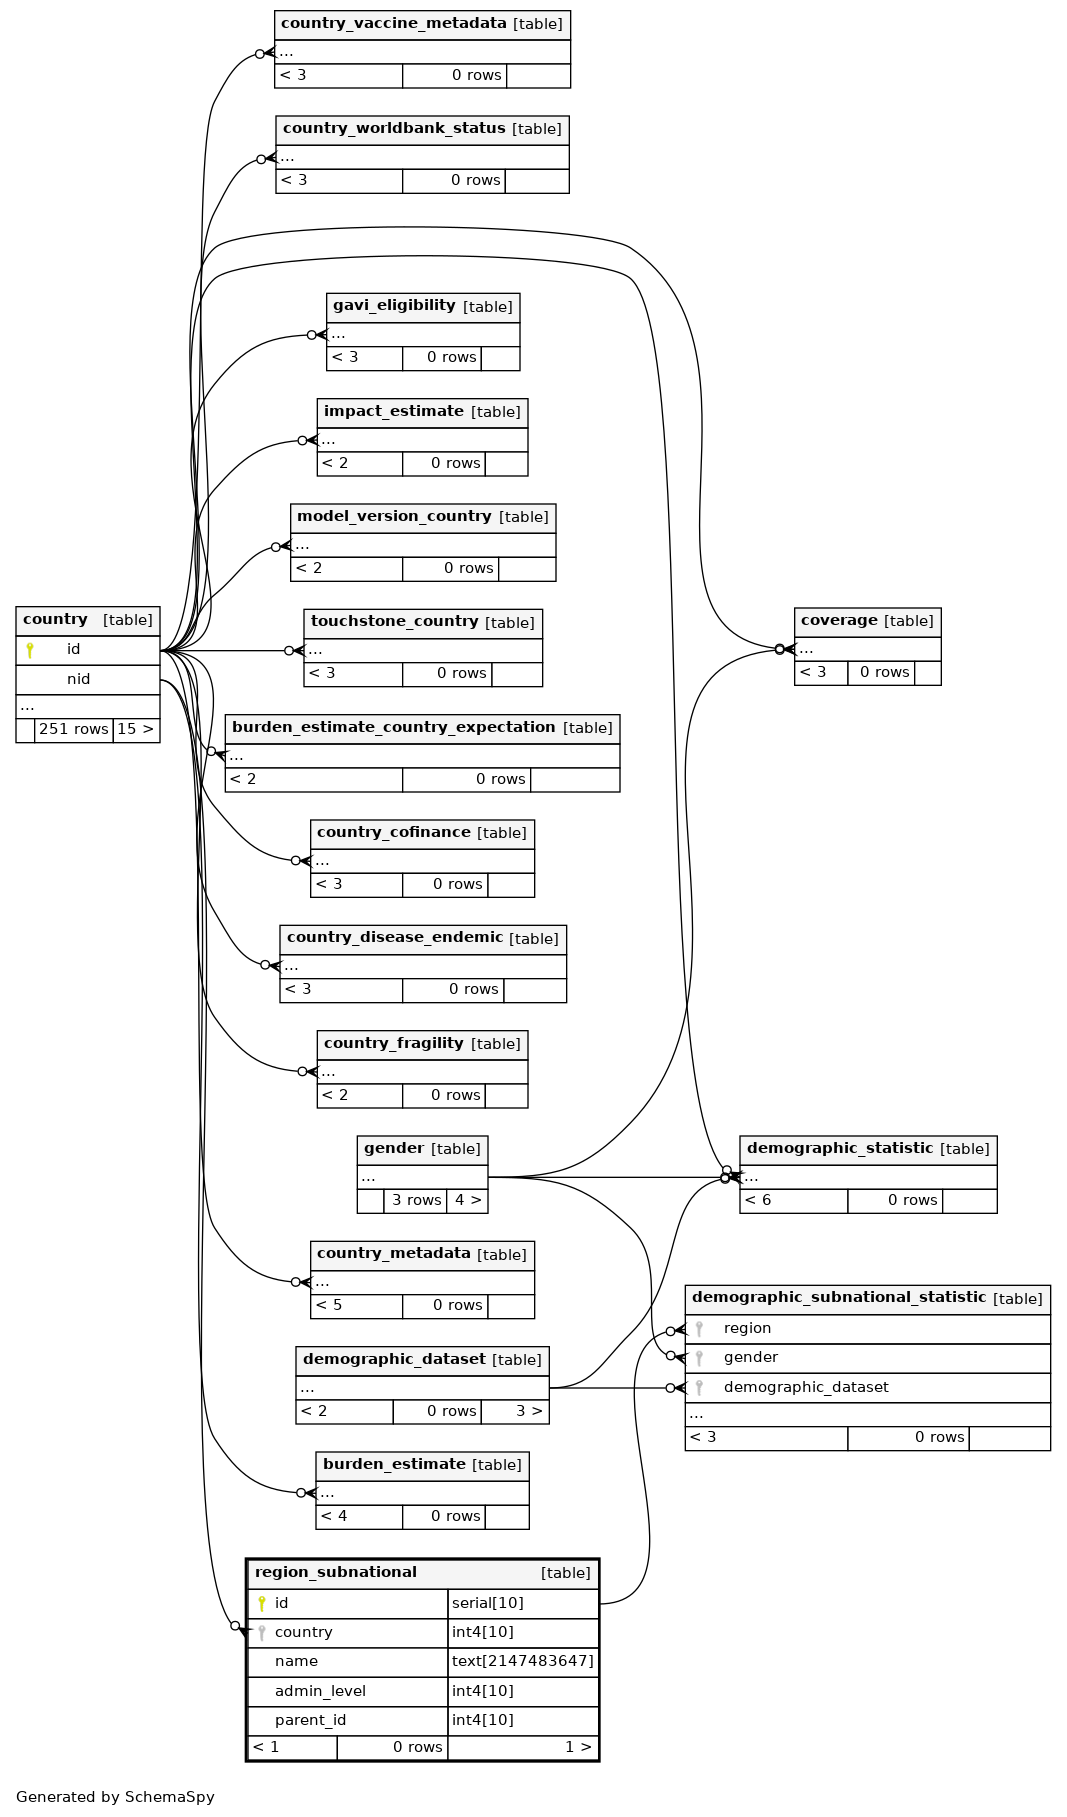 country_vaccine_metadata [table]
...
< 3 0 rows
country_worldbank_status [table]
...
< 3 0 rows
gavi_eligibility [table]
...
< 3 0 rows
impact_estimate [table]
...
< 2 0 rows
model_version_country [table]
...
< 2 0 rows
country [table]
id
nid
...
251 rows 15 >
touchstone_country [table]
...
< 3 0 rows
coverage [table]
...
< 3 0 rows
burden_estimate_country_expectation [table]
...
< 2 0 rows
country_cofinance [table]
...
< 3 0 rows
country_disease_endemic [table]
...
< 3 0 rows
country_fragility [table]
...
< 2 0 rows
gender [table]
...
3 rows 4 >
demographic_statistic [table]
...
< 6 0 rows
country_metadata [table]
...
< 5 0 rows
demographic_subnational_statistic [table]
region
gender
demographic_dataset
...
< 3 0 rows
demographic_dataset [table]
...
< 2 0 rows 3 >
burden_estimate [table]
...
< 4 0 rows
region_subnational [table]
id serial[10]
country int4[10]
name text[2147483647]
admin_level int4[10]
parent_id int4[10]
< 1 0 rows 1 >
Generated by SchemaSpy